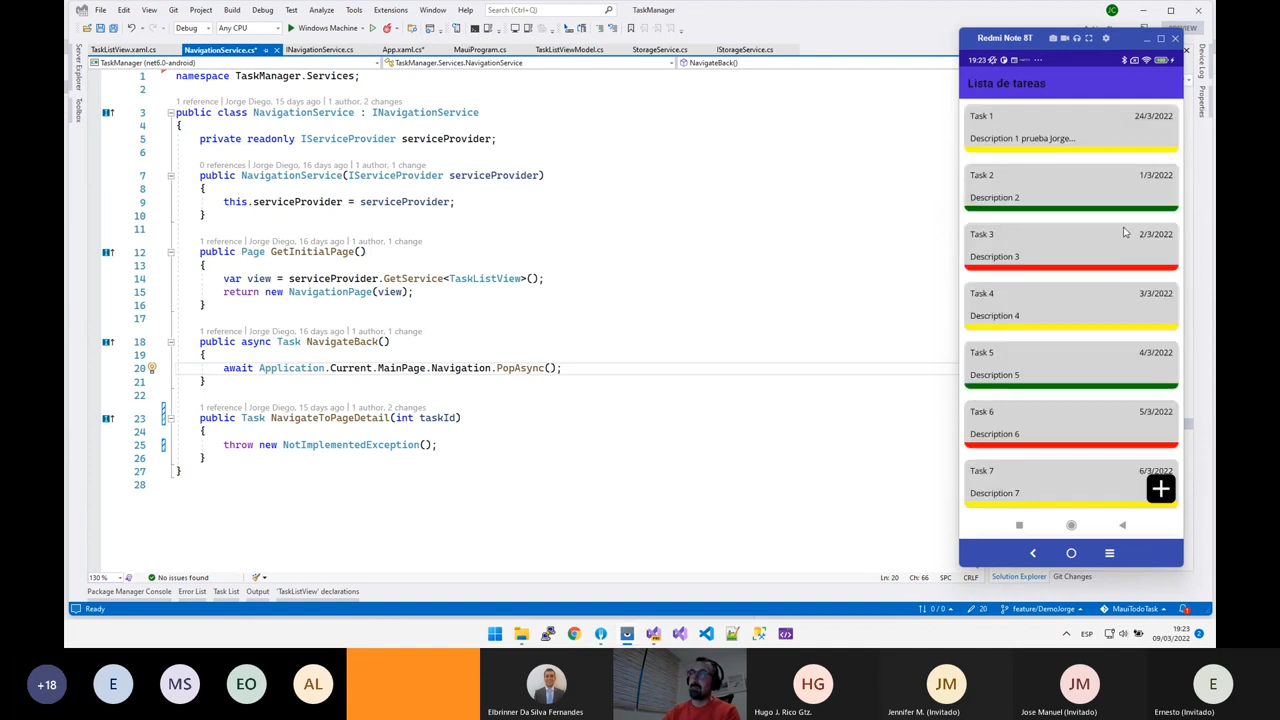 File Edit View Git Project Build Debug Test Analyze Tools Extensions Window Help Search (Ctrl+Q) TaskManager JC
Debug Any CPU Windows Machine PREVIEW
TaskListView.xaml.cs NavigationService.cs* INavigationService.cs App.xaml.cs* MauiProgram.cs TaskListViewModel.cs StorageService.cs IStorageService.cs
TaskManager (net6.0-android) TaskManager.Services.NavigationService NavigateBack()
Server Explorer
Toolbox
1 namespace TaskManager.Services;
2
1 reference | Jorge Diego, 15 days ago | 1 author, 2 changes
3 public class NavigationService : INavigationService
4 {
5 private readonly IServiceProvider serviceProvider;
6
0 references | Jorge Diego, 16 days ago | 1 author, 1 change
7 public NavigationService(IServiceProvider serviceProvider)
8 {
9 this.serviceProvider = serviceProvider;
10 }
11
1 reference | Jorge Diego, 16 days ago | 1 author, 1 change
12 public Page GetInitialPage()
13 {
14 var view = serviceProvider.GetService<TaskListView>();
15 return new NavigationPage(view);
16 }
17
1 reference | Jorge Diego, 16 days ago | 1 author, 1 change
18 public async Task NavigateBack()
19 {
20 await Application.Current.MainPage.Navigation.PopAsync();
21 }
22
1 reference | Jorge Diego, 15 days ago | 1 author, 2 changes
23 public Task NavigateToPageDetail(int taskId)
24 {
25 throw new NotImplementedException();
26 }
27 }
28
Redmi Note 8T
19:23
Lista de tareas
Task 1 24/3/2022
Description 1 prueba Jorge...
Task 2 1/3/2022
Description 2
Task 3 2/3/2022
Description 3
Task 4 3/3/2022
Description 4
Task 5 4/3/2022
Description 5
Task 6 5/3/2022
Description 6
Task 7 6/3/2022
Description 7
Device Log
Properties
130 % No issues found Ln: 20 Ch: 66 SPC CRLF
Solution Explorer Git Changes
Package Manager Console Error List Task List Output 'TaskListView' declarations
Ready 0 / 0 20 feature/DemoJorge MauiTodoTask
ESP 19:23
09/03/2022 2
+18 E MS EO AL HG JM JM E
Elbrinner Da Silva Fernandes Hugo J. Rico Gtz. Jennifer M. (Invitado) Jose Manuel (Invitado) Ernesto (Invitado)